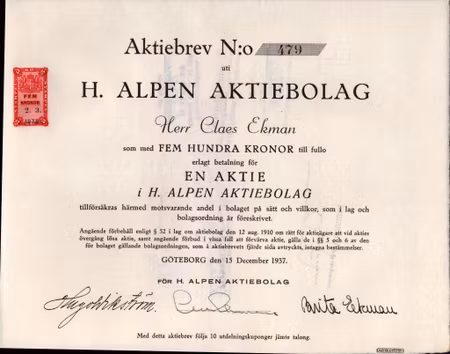 Aktiebrev N:o 479
uti
H. ALPEN AKTIEBOLAG
Herr Claes Ekman
som med FEM HUNDRA KRONOR till fullo
erlagt betalning för
EN AKTIE
i H. ALPEN AKTIEBOLAG
tillförsäkras härmed motsvarande andel i bolaget på sätt och villkor, som i lag och
bolagsordning är föreskrivet.
Angående förbehåll enligt § 52 i lag om aktiebolag den 12 aug. 1910 om rätt för aktieägare att vid akties
övergång lösa aktie, samt angående förbud i vissa fall att förvärva aktie, gälla de i §§ 5 och 6 av den
för bolaget gällande bolagsordningen, som å aktiebrevets fjärde sida avtryckts, intagna bestämmelser.
GÖTEBORG den 15 December 1937.
FÖR H. ALPEN AKTIEBOLAG
Hugo Wikström
Brita Ekman
Med detta aktiebrev följa 10 utdelningskuponger jämte talong.
FEM
KRONOR
2. 3.